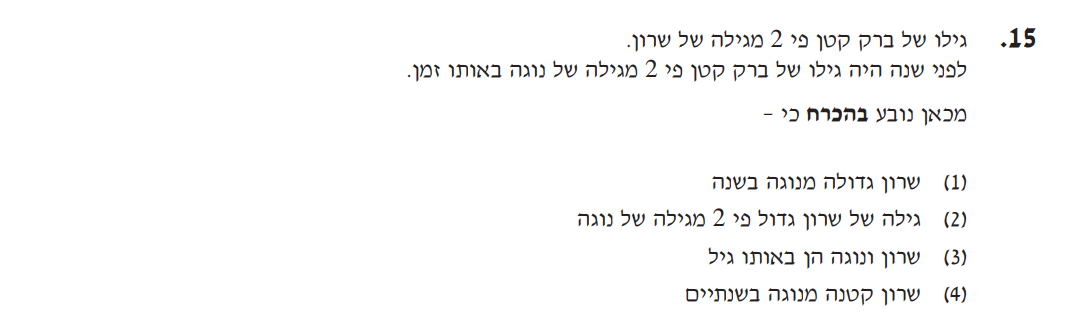 15. גילו של ברק קטן פי 2 מגילה של שרון.
לפני שנה היה גילו של ברק קטן פי 2 מגילה של נוגה באותו זמן.
מכאן נובע בהכרח כי -
(1) שרון גדולה מנוגה בשנה
(2) גילה של שרון גדול פי 2 מגילה של נוגה
(3) שרון ונוגה הן באותו גיל
(4) שרון קטנה מנוגה בשנתיים